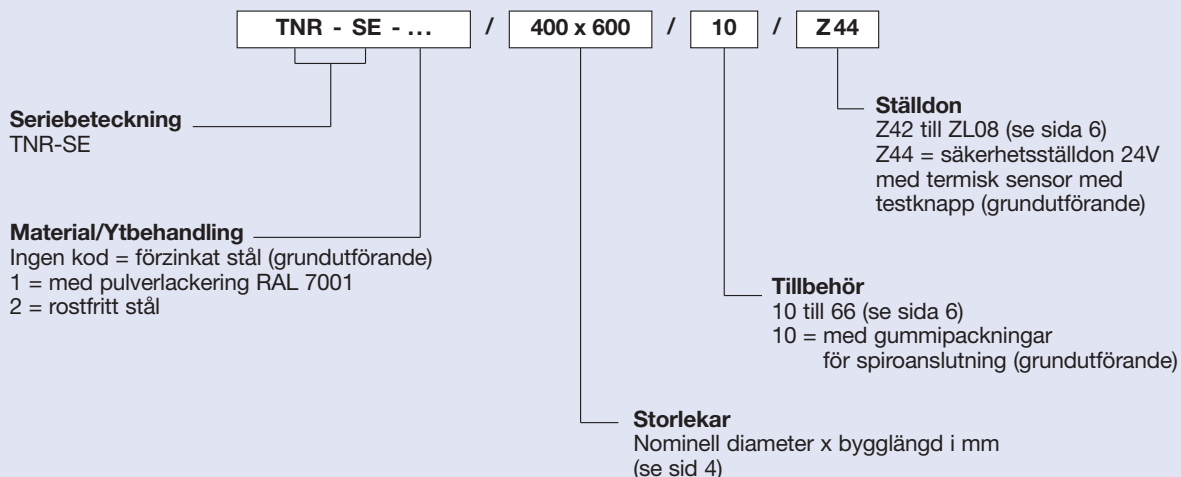 TNR - SE - ... / 400 x 600 / 10 / Z44
Seriebeteckning
TNR-SE
Material/Ytbehandling
Ingen kod = förzinkat stål (grundutförande)
1 = med pulverlackering RAL 7001
2 = rostfritt stål
Ställdon
Z42 till ZL08 (se sida 6)
Z44 = säkerhetsställdon 24V
med termisk sensor med
testknapp (grundutförande)
Tillbehör
10 till 66 (se sida 6)
10 = med gummipackningar
för spiroanslutning (grundutförande)
Storlekar
Nominell diameter x bygglängd i mm
(se sid 4)